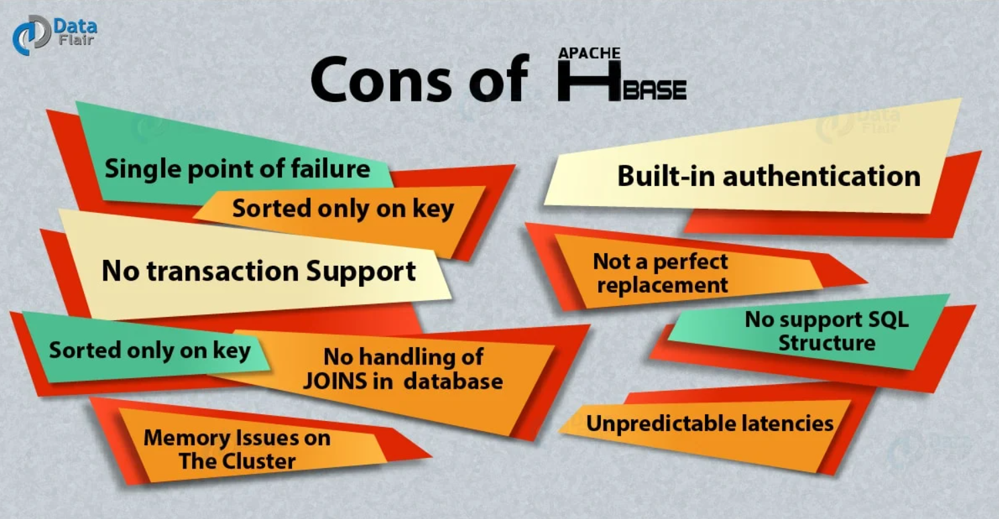 Data
Flair
Cons of APACHE HBASE
Single point of failure
Sorted only on key
No transaction Support
Sorted only on key
No handling of
JOINS in database
Memory Issues on
The Cluster
Built-in authentication
Not a perfect
replacement
No support SQL
Structure
Unpredictable latencies